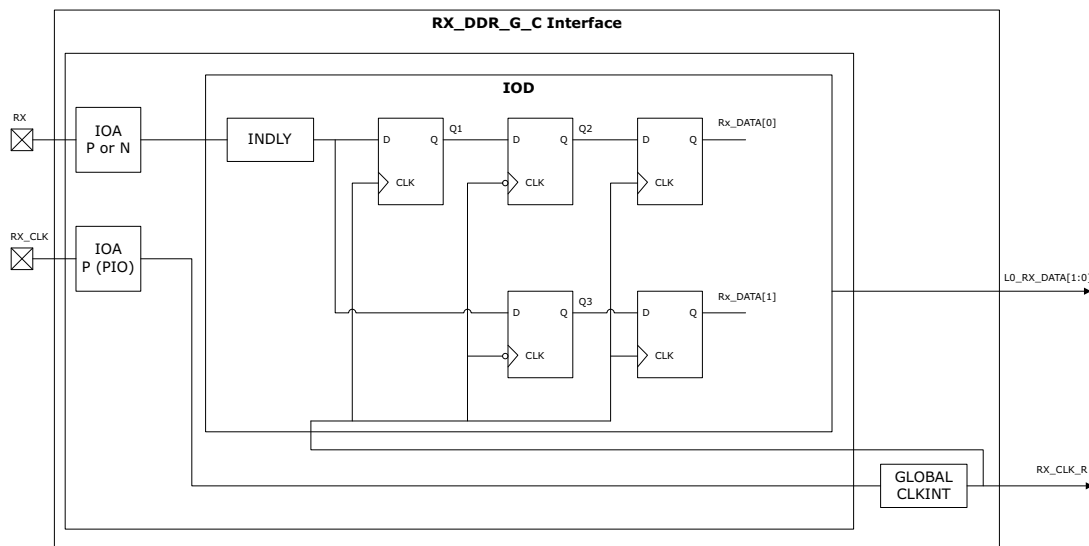 RX_DDR_G_C Interface
IOD
RX
IOA
P or N
INDLY
D
Q
CLK
Q1
D
Q
CLK
Q2
D
Q
CLK
Rx_DATA[0]
RX_CLK
IOA
P (PIO)
L0_RX_DATA[1:0]
D
Q
CLK
Q3
D
Q
CLK
Rx_DATA[1]
GLOBAL
CLKINT
RX_CLK_R